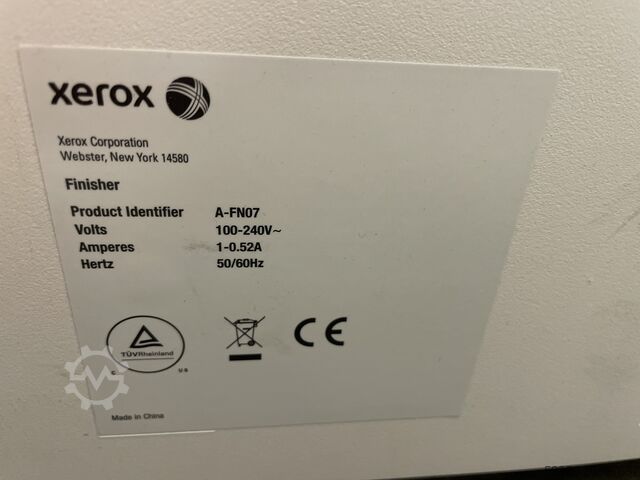 xerox
Xerox Corporation
Webster, New York 14580
Finisher
Product Identifier A-FN07
Volts 100-240V~
Amperes 1-0.52A
Hertz 50/60Hz
TÜVRheinland
C US
CE
Made in China